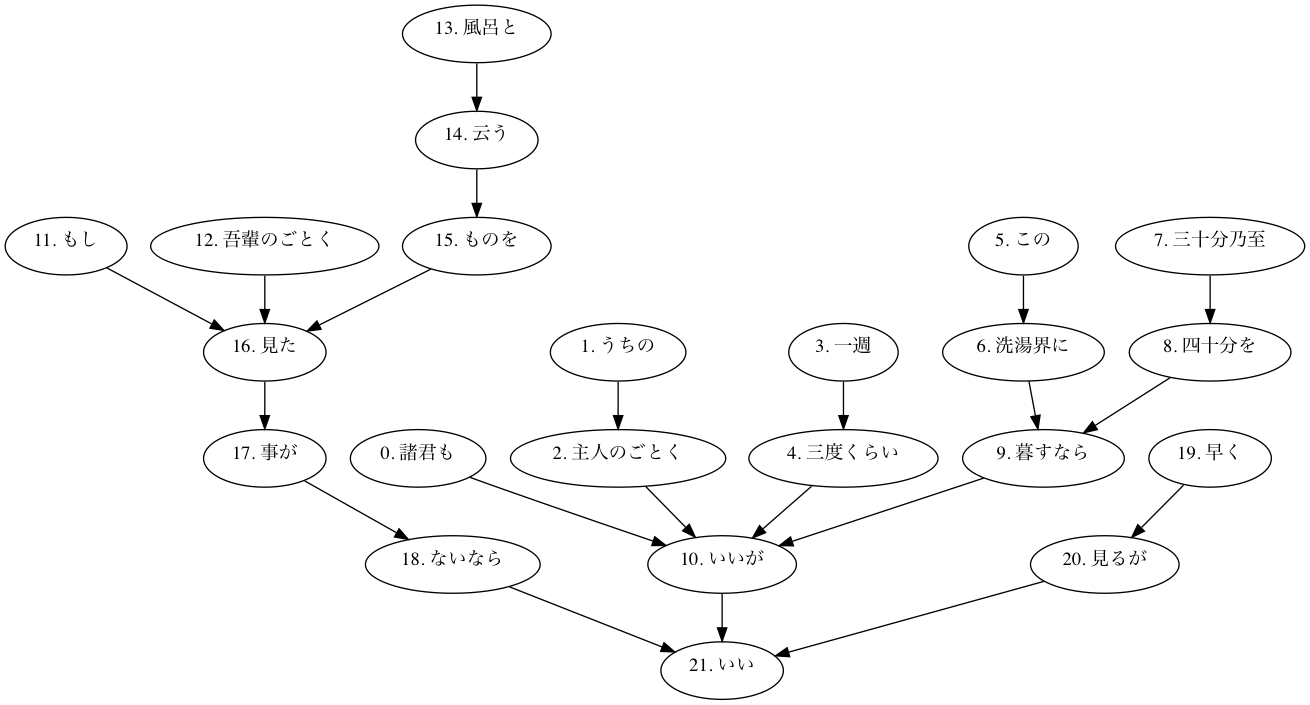 13. 風呂と
14. 云う
11. もし
12. 吾輩のごとく
15. ものを
5. この
7. 三十分乃至
16. 見た
1. うちの
3. 一週
6. 洗湯界に
8. 四十分を
17. 事が
0. 諸君も
2. 主人のごとく
4. 三度くらい
9. 暮すなら
19. 早く
18. ないなら
10. いいが
20. 見るが
21. いい